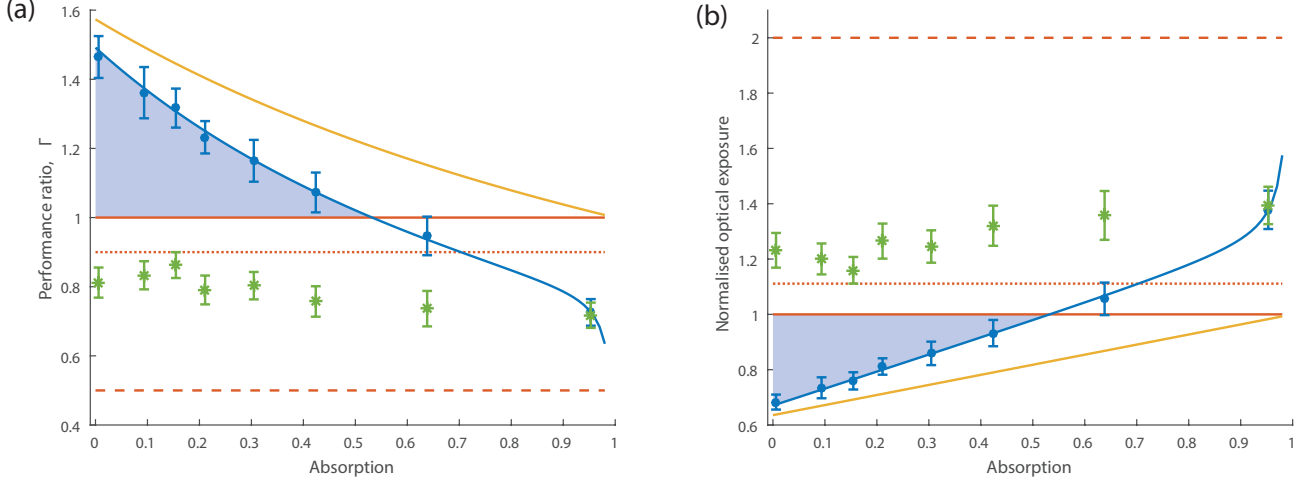 (a)
1.6
1.4
1.2
1
0.8
0.6
0.4
Performance ratio, Γ
0 0.1 0.2 0.3 0.4 0.5 0.6 0.7 0.8 0.9 1
Absorption
(b)
2
1.8
1.6
1.4
1.2
1
0.8
0.6
Normalised optical exposure
0 0.1 0.2 0.3 0.4 0.5 0.6 0.7 0.8 0.9 1
Absorption